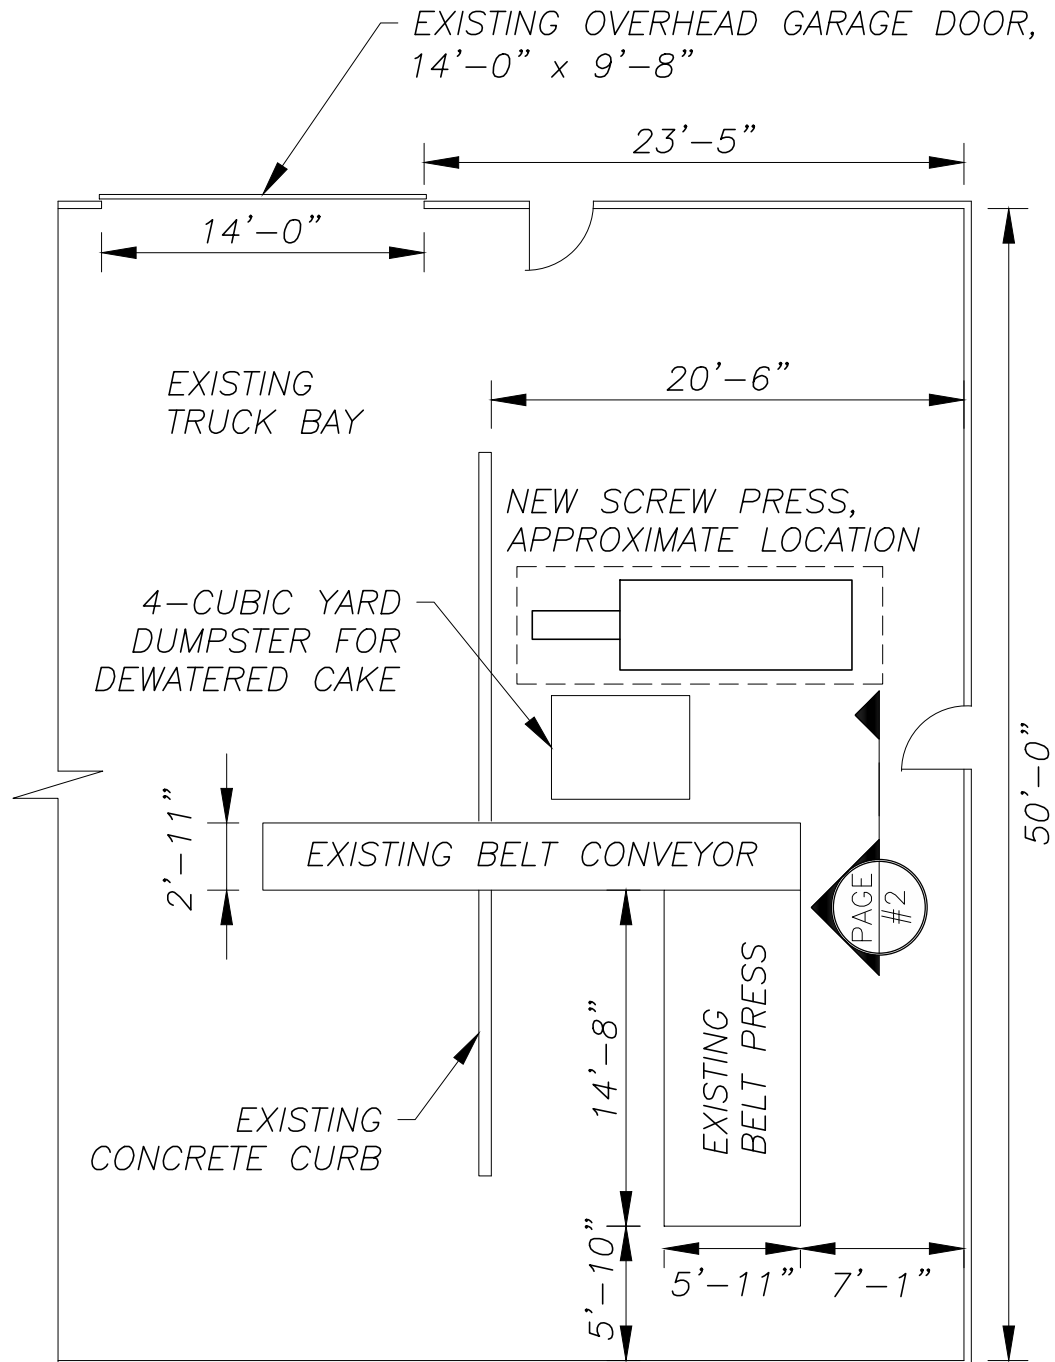 EXISTING OVERHEAD GARAGE DOOR,
14'-0" x 9'-8"
23'-5"
14'-0"
EXISTING
TRUCK BAY
20'-6"
NEW SCREW PRESS,
APPROXIMATE LOCATION
4-CUBIC YARD
DUMPSTER FOR
DEWATERED CAKE
50'-0"
2'-11"
EXISTING BELT CONVEYOR
PAGE
#2
EXISTING
BELT PRESS
14'-8"
EXISTING
CONCRETE CURB
5'-10"
5'-11"
7'-1"